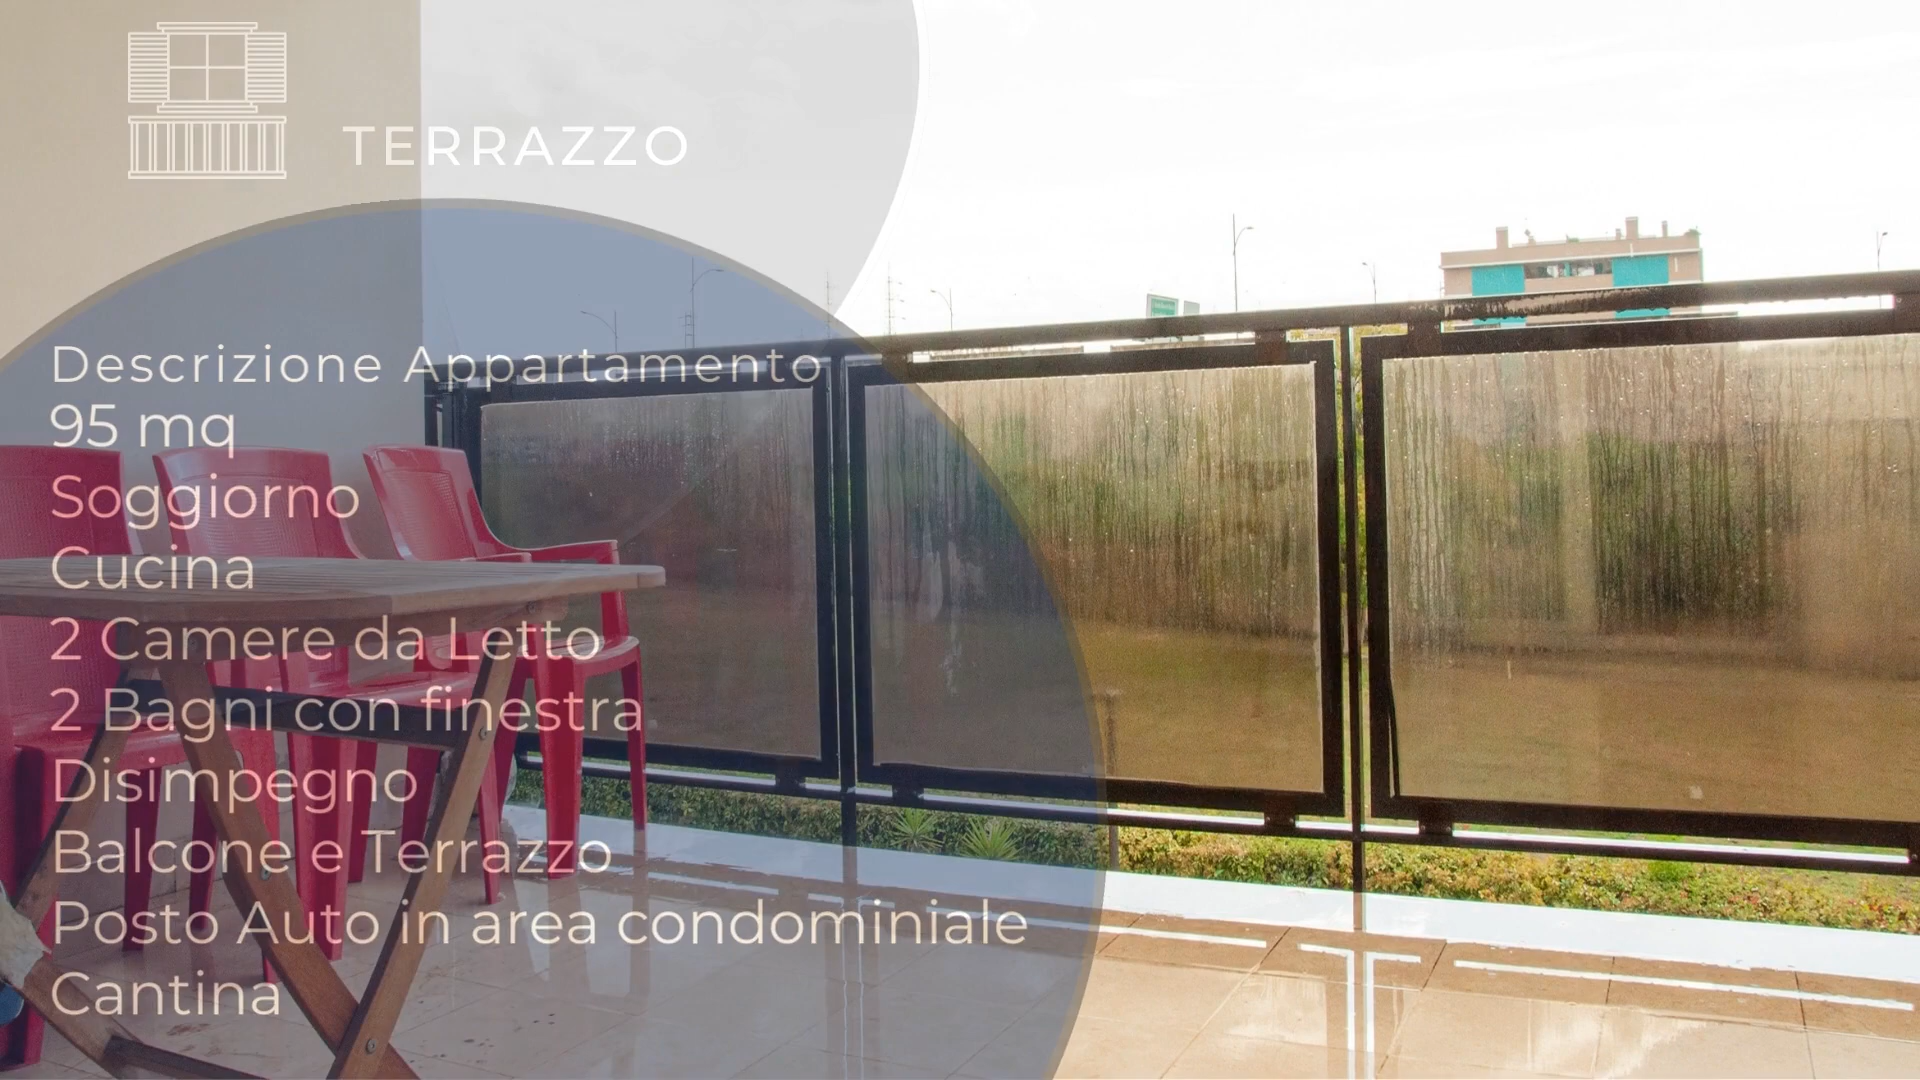 TERRAZZO
Descrizione Appartamento
95 mq
Soggiorno
Cucina
2 Camere da Letto
2 Bagni con finestra
Disimpegno
Balcone e Terrazzo
Posto Auto in area condominiale
Cantina